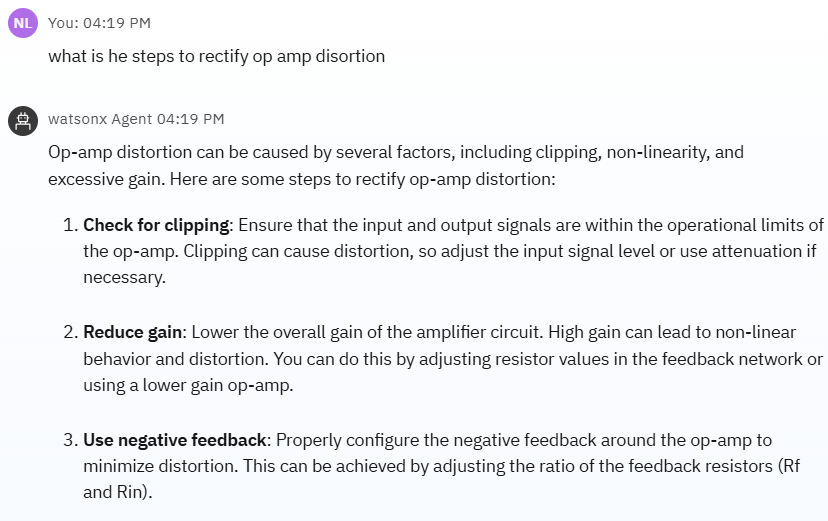 NL You: 04:19 PM
what is he steps to rectify op amp disortion
watsonx Agent 04:19 PM
Op-amp distortion can be caused by several factors, including clipping, non-linearity, and
excessive gain. Here are some steps to rectify op-amp distortion:
1. Check for clipping: Ensure that the input and output signals are within the operational limits of
the op-amp. Clipping can cause distortion, so adjust the input signal level or use attenuation if
necessary.
2. Reduce gain: Lower the overall gain of the amplifier circuit. High gain can lead to non-linear
behavior and distortion. You can do this by adjusting resistor values in the feedback network or
using a lower gain op-amp.
3. Use negative feedback: Properly configure the negative feedback around the op-amp to
minimize distortion. This can be achieved by adjusting the ratio of the feedback resistors (Rf
and Rin).